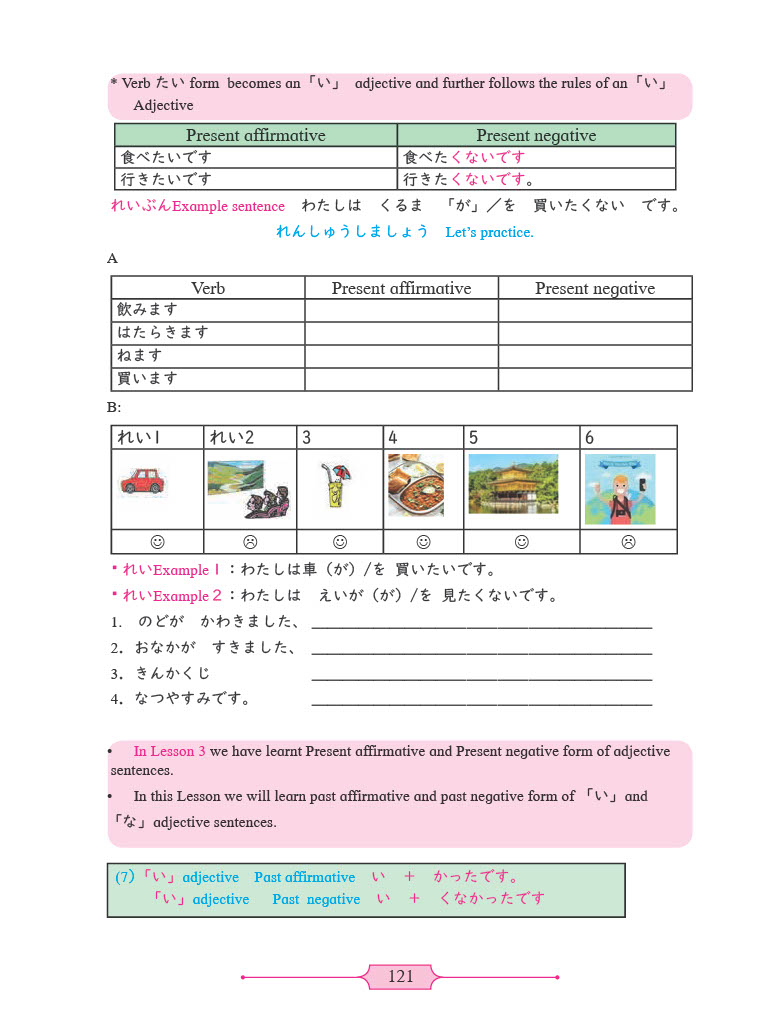 * Verb たい form becomes an「い」 adjective and further follows the rules of an「い」
Adjective
Present affirmative Present negative
食べたいです 食べたくないです
行きたいです 行きたくないです。
れいぶんExample sentence わたしは くるま 「が」／を 買いたくない です。
れんしゅうしましょう Let's practice.
A
Verb Present affirmative Present negative
飲みます
はたらきます
ねます
買います
B:
れい1 れい2 3 4 5 6
• れいExample１：わたしは車（が）/を 買いたいです。
• れいExample２：わたしは えいが（が）/を 見たくないです。
1. のどが かわきました、 ____________________
2．おなかが すきました、 ____________________
3．きんかくじ ____________________
4．なつやすみです。 ____________________
• In Lesson 3 we have learnt Present affirmative and Present negative form of adjective
sentences.
• In this Lesson we will learn past affirmative and past negative form of 「い」and
「な」adjective sentences.
(7)「い」adjective Past affirmative い ＋ かったです。
「い」adjective Past negative い ＋ くなかったです
121